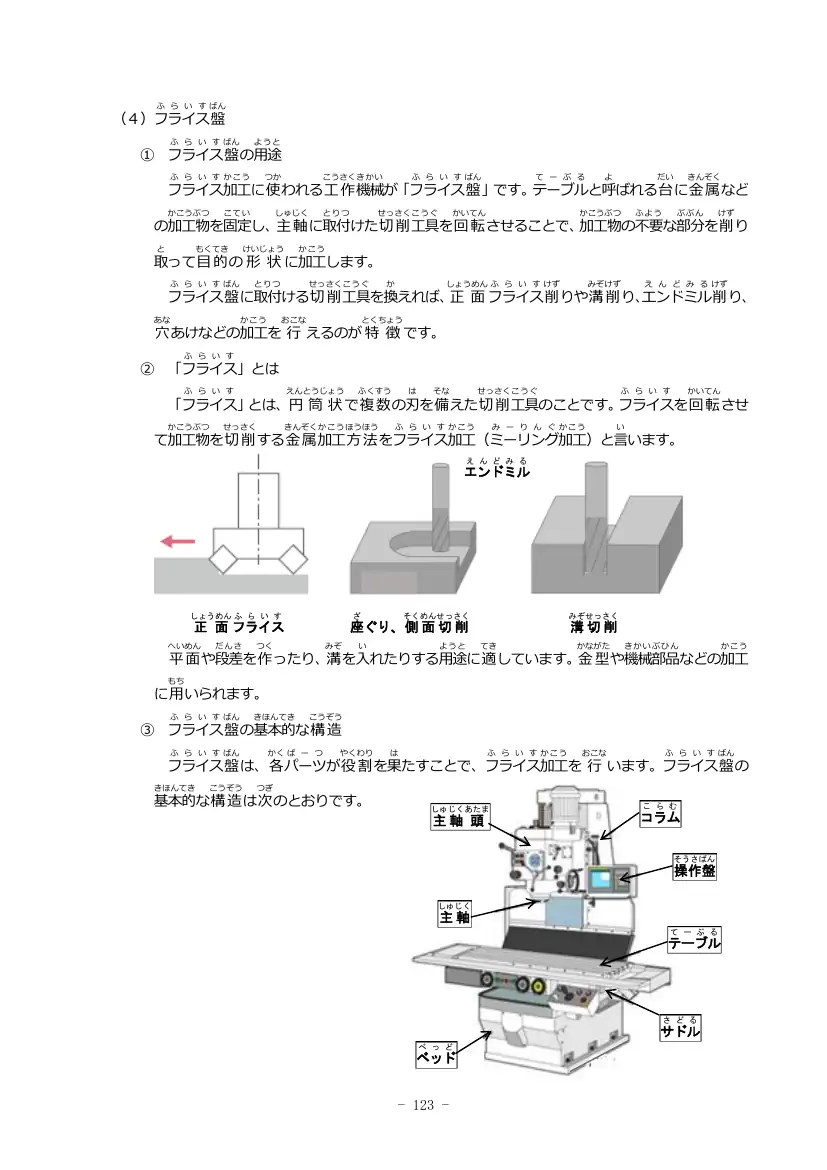 （４）フライス盤
① フライス盤の用途
フライス加工に使われる工作機械が「フライス盤」です。テーブルと呼ばれる台に金属など
の加工物を固定し、主軸に取付けた切削工具を回転させることで、加工物の不要な部分を削り
取って目的の形状に加工します。
フライス盤に取付ける切削工具を換えれば、正面フライス削りや溝削り、エンドミル削り、
穴あけなどの加工を行えるのが特徴です。
② 「フライス」とは
「フライス」とは、円筒状で複数の刃を備えた切削工具のことです。フライスを回転させ
て加工物を切削する金属加工方法をフライス加工（ミーリング加工）と言います。
エンドミル
正面フライス 座ぐり、側面切削 溝切削
平面や段差を作ったり、溝を入れたりする用途に適しています。金型や機械部品などの加工
に用いられます。
③ フライス盤の基本的な構造
フライス盤は、各パーツが役割を果たすことで、フライス加工を行います。フライス盤の
基本的な構造は次のとおりです。
主軸頭
コラム
操作盤
主軸
テーブル
サドル
ベッド
- 123 -